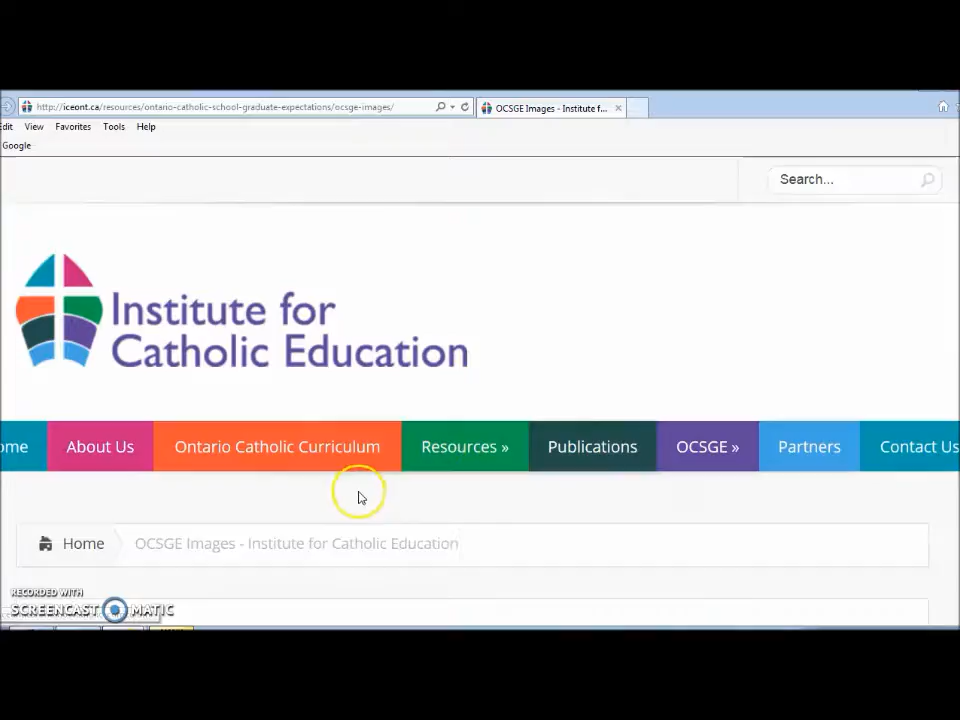 http://iceont.ca/resources/ontario-catholic-school-graduate-expectations/ocsge-images/
OCSGE Images - Institute f...
Edit View Favorites Tools Help
Google
Search...
Institute for
Catholic Education
ome About Us Ontario Catholic Curriculum Resources » Publications OCSGE » Partners Contact Us
Home OCSGE Images - Institute for Catholic Education
RECORDED WITH
SCREENCAST MATIC